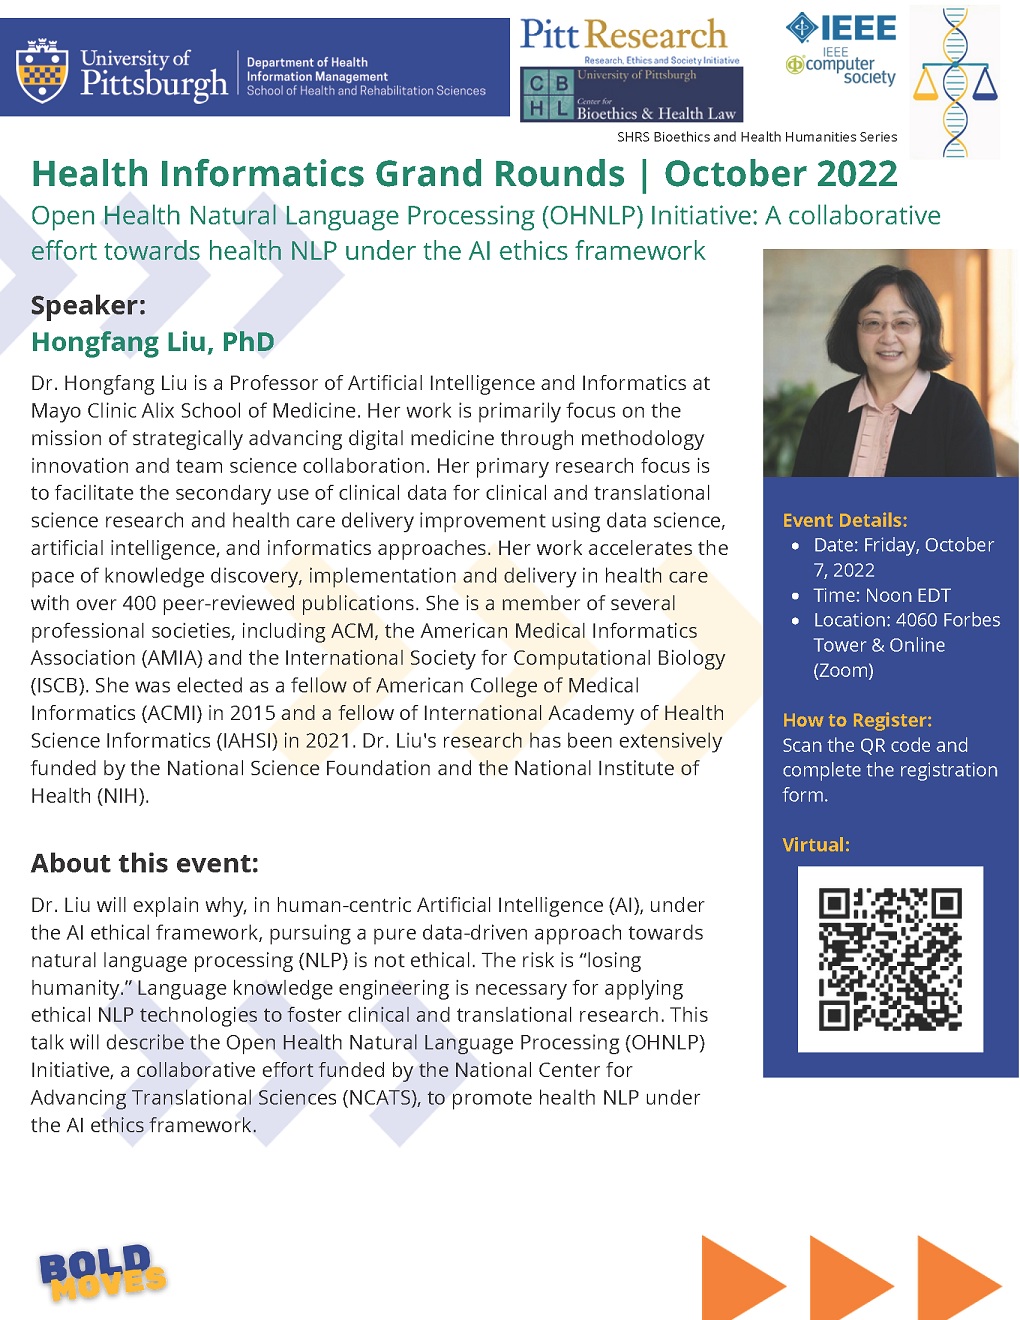 University of
Pittsburgh
Department of Health
Information Management
School of Health and Rehabilitation Sciences
Pitt Research
Research, Ethics and Society Initiative
C B
H L
University of Pittsburgh
Center for
Bioethics & Health Law
IEEE
IEEE
computer
society
SHRS Bioethics and Health Humanities Series
Health Informatics Grand Rounds | October 2022
Open Health Natural Language Processing (OHNLP) Initiative: A collaborative
effort towards health NLP under the AI ethics framework
Speaker:
Hongfang Liu, PhD
Dr. Hongfang Liu is a Professor of Artificial Intelligence and Informatics at
Mayo Clinic Alix School of Medicine. Her work is primarily focus on the
mission of strategically advancing digital medicine through methodology
innovation and team science collaboration. Her primary research focus is
to facilitate the secondary use of clinical data for clinical and translational
science research and health care delivery improvement using data science,
artificial intelligence, and informatics approaches. Her work accelerates the
pace of knowledge discovery, implementation and delivery in health care
with over 400 peer-reviewed publications. She is a member of several
professional societies, including ACM, the American Medical Informatics
Association (AMIA) and the International Society for Computational Biology
(ISCB). She was elected as a fellow of American College of Medical
Informatics (ACMI) in 2015 and a fellow of International Academy of Health
Science Informatics (IAHSI) in 2021. Dr. Liu's research has been extensively
funded by the National Science Foundation and the National Institute of
Health (NIH).
About this event:
Dr. Liu will explain why, in human-centric Artificial Intelligence (AI), under
the AI ethical framework, pursuing a pure data-driven approach towards
natural language processing (NLP) is not ethical. The risk is “losing
humanity.” Language knowledge engineering is necessary for applying
ethical NLP technologies to foster clinical and translational research. This
talk will describe the Open Health Natural Language Processing (OHNLP)
Initiative, a collaborative effort funded by the National Center for
Advancing Translational Sciences (NCATS), to promote health NLP under
the AI ethics framework.
Event Details:
• Date: Friday, October
7, 2022
• Time: Noon EDT
• Location: 4060 Forbes
Tower & Online
(Zoom)
How to Register:
Scan the QR code and
complete the registration
form.
Virtual:
BOLD
MOVES